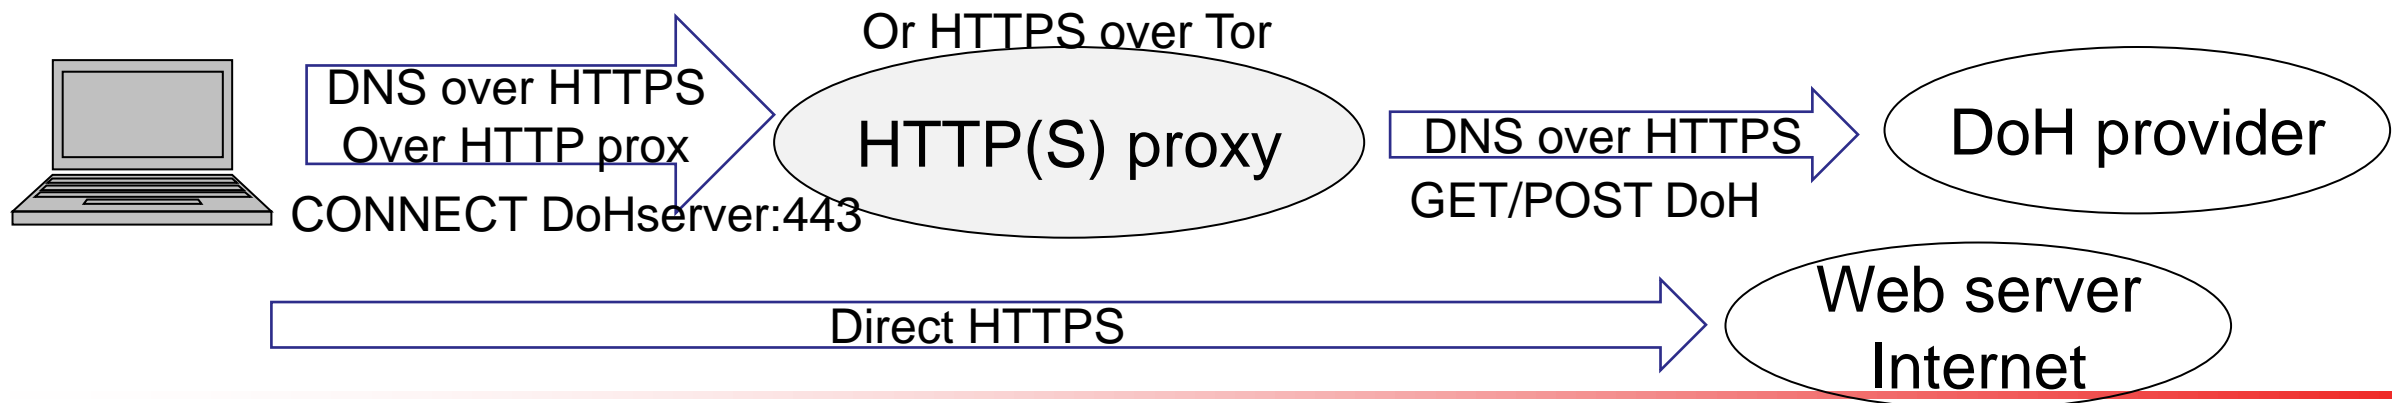 Or HTTPS over Tor
DNS over HTTPS
Over HTTP prox
CONNECT DoHserver:443
HTTP(S) proxy
DNS over HTTPS
GET/POST DoH
DoH provider
Direct HTTPS
Web server
Internet